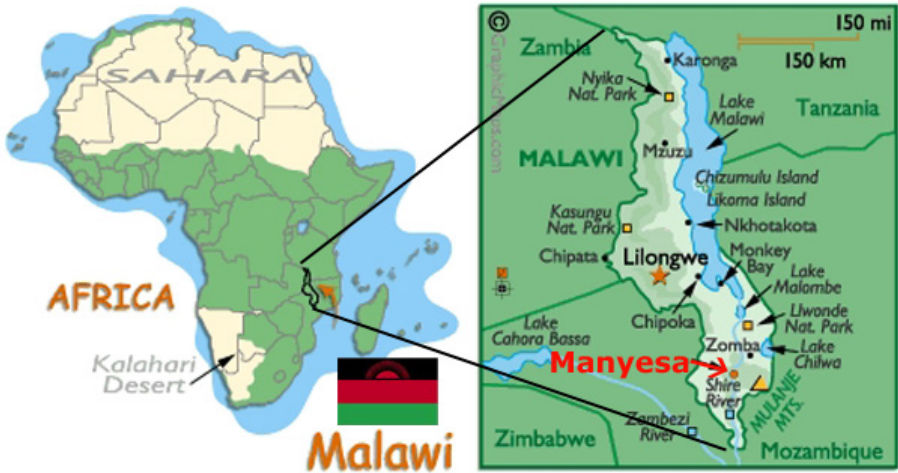 SAHARA
AFRICA
Kalahari
Desert
Malawi
©GraphicMaps.com
150 mi
150 km
Zambia
Karonga
Nyika
Nat. Park
Lake
Malawi
Tanzania
MALAWI
Mzuzu
Chizumulu Island
Likoma Island
Kasungu
Nat. Park
Nkhotakota
Chipata
Lilongwe
Monkey
Bay
Lake
Malombe
N
Chipoka
Liwonde
Nat. Park
Lake
Cahora Bassa
Zomba
Lake
Chilwa
Manyesa
Shire
River
MULANJE
MTS.
Zambezi
River
Zimbabwe
Mozambique